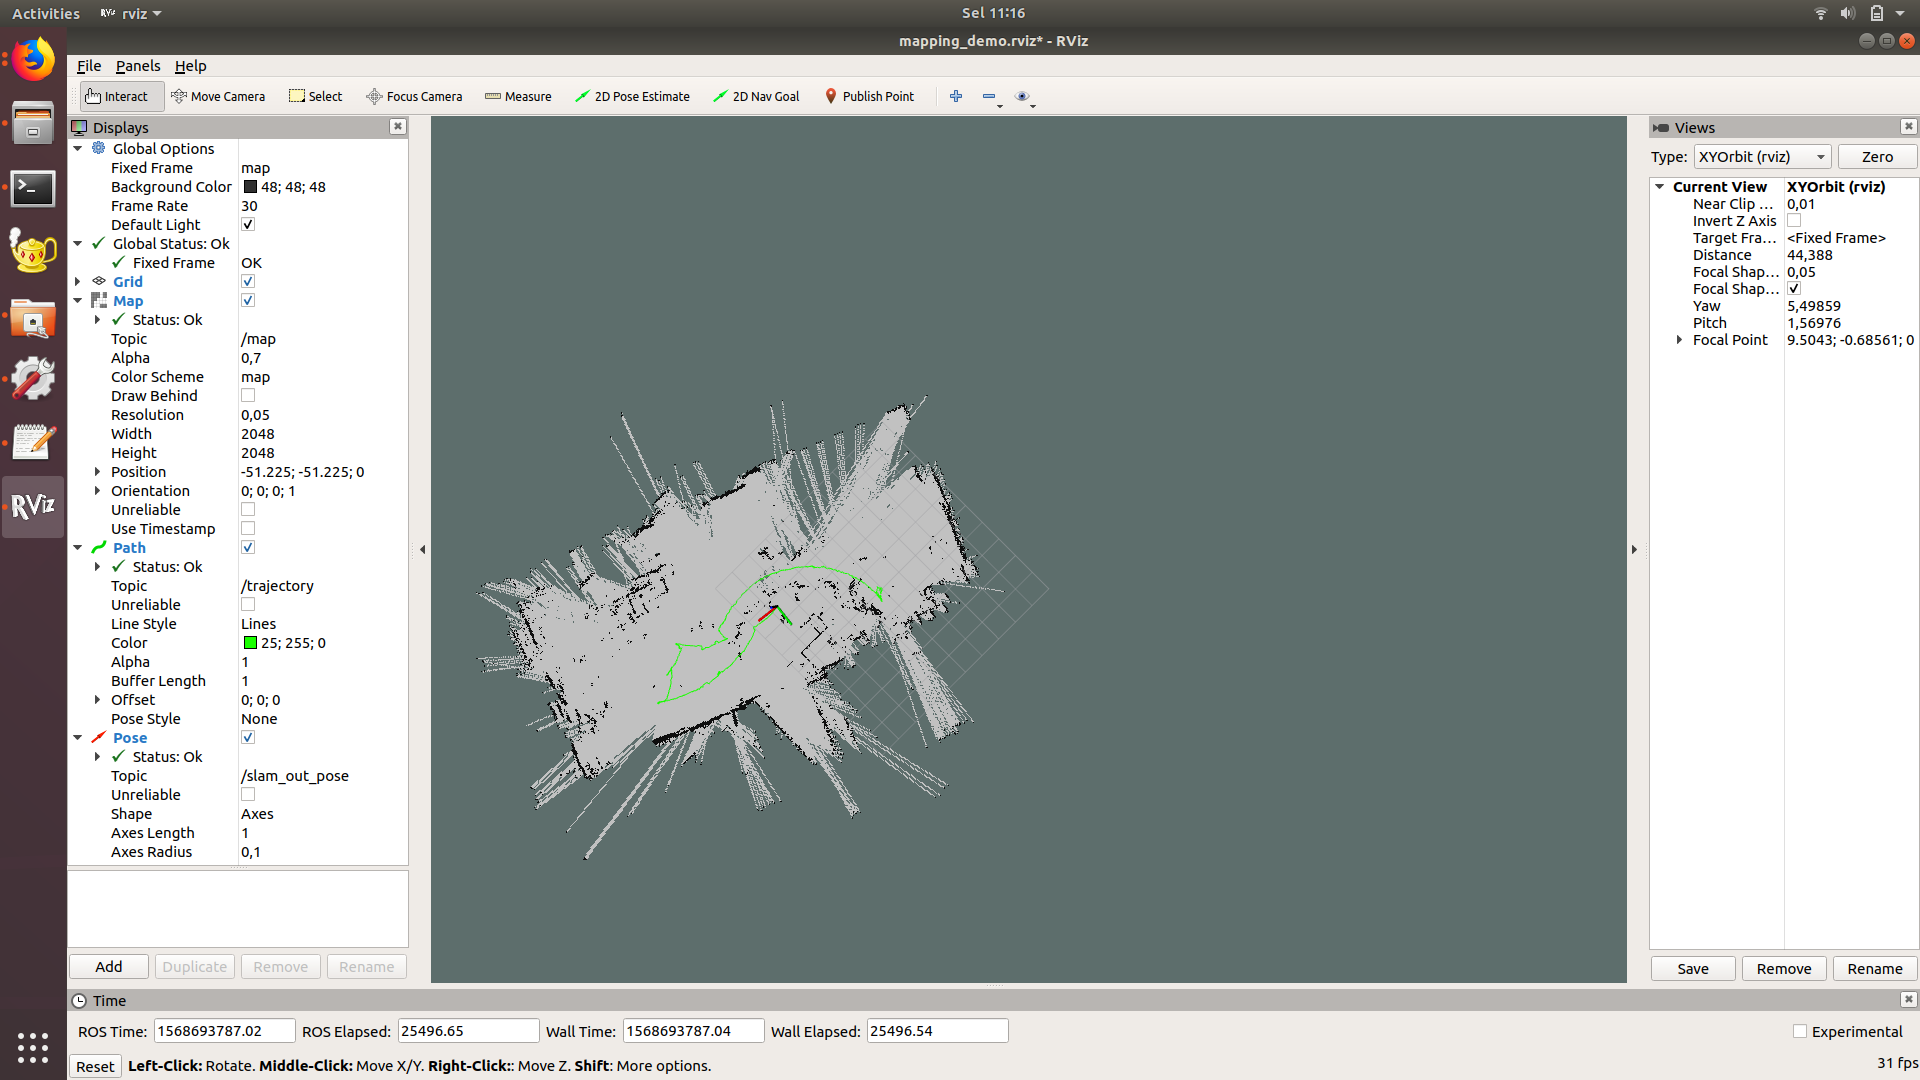 Activities
RViz rviz
Sel 11:16
mapping_demo.rviz* - RViz
File Panels Help
Interact Move Camera Select Focus Camera Measure 2D Pose Estimate 2D Nav Goal Publish Point
Displays
Global Options
Fixed Frame map
Background Color 48; 48; 48
Frame Rate 30
Default Light
Global Status: Ok
Fixed Frame OK
Grid
Map
Status: Ok
Topic /map
Alpha 0,7
Color Scheme map
Draw Behind
Resolution 0,05
Width 2048
Height 2048
Position -51.225; -51.225; 0
Orientation 0; 0; 0; 1
Unreliable
Use Timestamp
Path
Status: Ok
Topic /trajectory
Unreliable
Line Style Lines
Color 25; 255; 0
Alpha 1
Buffer Length 1
Offset 0; 0; 0
Pose Style None
Pose
Status: Ok
Topic /slam_out_pose
Unreliable
Shape Axes
Axes Length 1
Axes Radius 0,1
Add Duplicate Remove Rename
RViz
Views
Type: XYOrbit (rviz) Zero
Current View XYOrbit (rviz)
Near Clip ... 0,01
Invert Z Axis
Target Fra... <Fixed Frame>
Distance 44,388
Focal Shap... 0,05
Focal Shap...
Yaw 5,49859
Pitch 1,56976
Focal Point 9.5043; -0.68561; 0
Save Remove Rename
Time
ROS Time: 1568693787.02 ROS Elapsed: 25496.65 Wall Time: 1568693787.04 Wall Elapsed: 25496.54 Experimental
Reset Left-Click: Rotate. Middle-Click: Move X/Y. Right-Click:: Move Z. Shift: More options. 31 fps